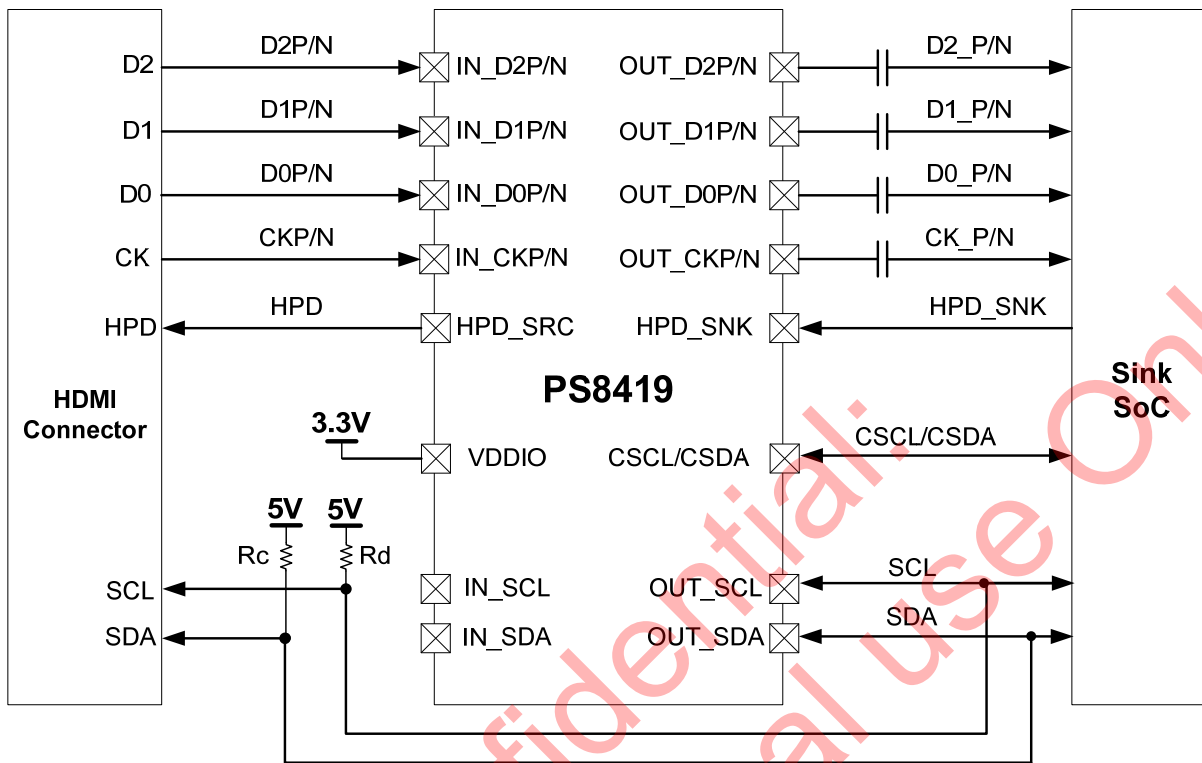 D2
D2P/N
IN_D2P/N
OUT_D2P/N
D2_P/N
D1
D1P/N
IN_D1P/N
OUT_D1P/N
D1_P/N
D0
D0P/N
IN_D0P/N
OUT_D0P/N
D0_P/N
CK
CKP/N
IN_CKP/N
OUT_CKP/N
CK_P/N
HPD
HPD
HPD_SRC
HPD_SNK
HPD_SNK
PS8419
HDMI
Connector
Sink
SoC
3.3V
VDDIO
CSCL/CSDA
CSCL/CSDA
5V
5V
Rc
Rd
SCL
IN_SCL
OUT_SCL
SCL
SDA
IN_SDA
OUT_SDA
SDA